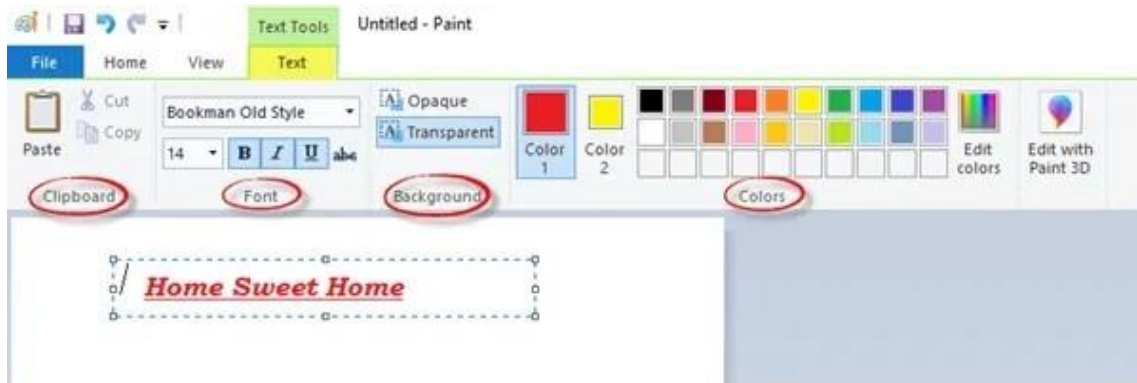 Text Tools Untitled - Paint
File Home View Text
Paste
Cut
Copy
Clipboard
Bookman Old Style
14 B I U abc
Font
Opaque
Transparent
Background
Color 1
Color 2
Edit colors
Colors
Edit with Paint 3D
Home Sweet Home